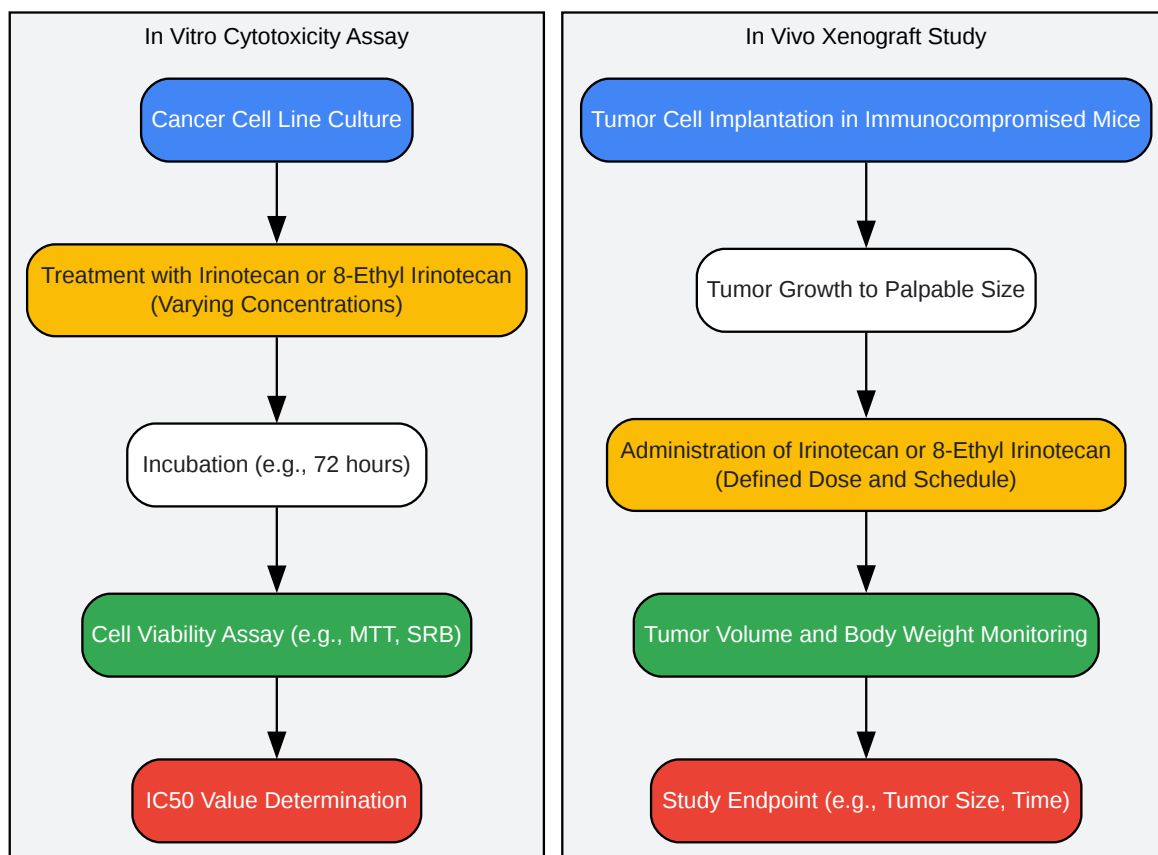 In Vitro Cytotoxicity Assay
Cancer Cell Line Culture
Treatment with Irinotecan or 8-Ethyl Irinotecan
(Varying Concentrations)
Incubation (e.g., 72 hours)
Cell Viability Assay (e.g., MTT, SRB)
IC50 Value Determination
In Vivo Xenograft Study
Tumor Cell Implantation in Immunocompromised Mice
Tumor Growth to Palpable Size
Administration of Irinotecan or 8-Ethyl Irinotecan
(Defined Dose and Schedule)
Tumor Volume and Body Weight Monitoring
Study Endpoint (e.g., Tumor Size, Time)